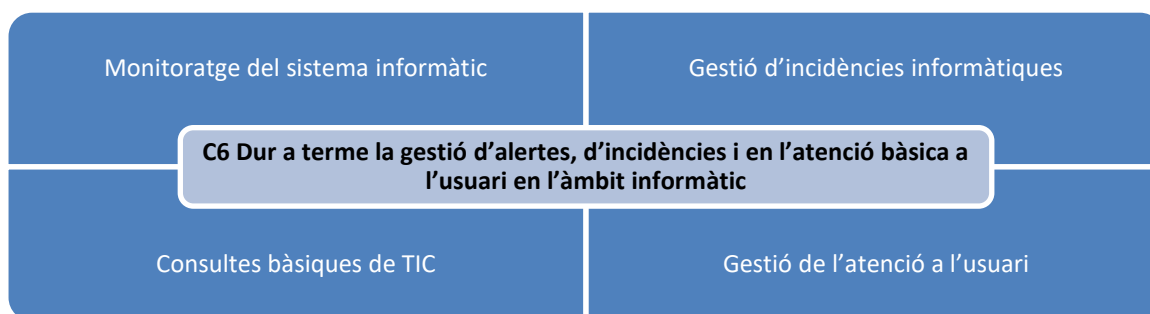 Monitoratge del sistema informàtic
Gestió d’incidències informàtiques
C6 Dur a terme la gestió d’alertes, d’incidències i en l’atenció bàsica a
l’usuari en l’àmbit informàtic
Consultes bàsiques de TIC
Gestió de l’atenció a l’usuari